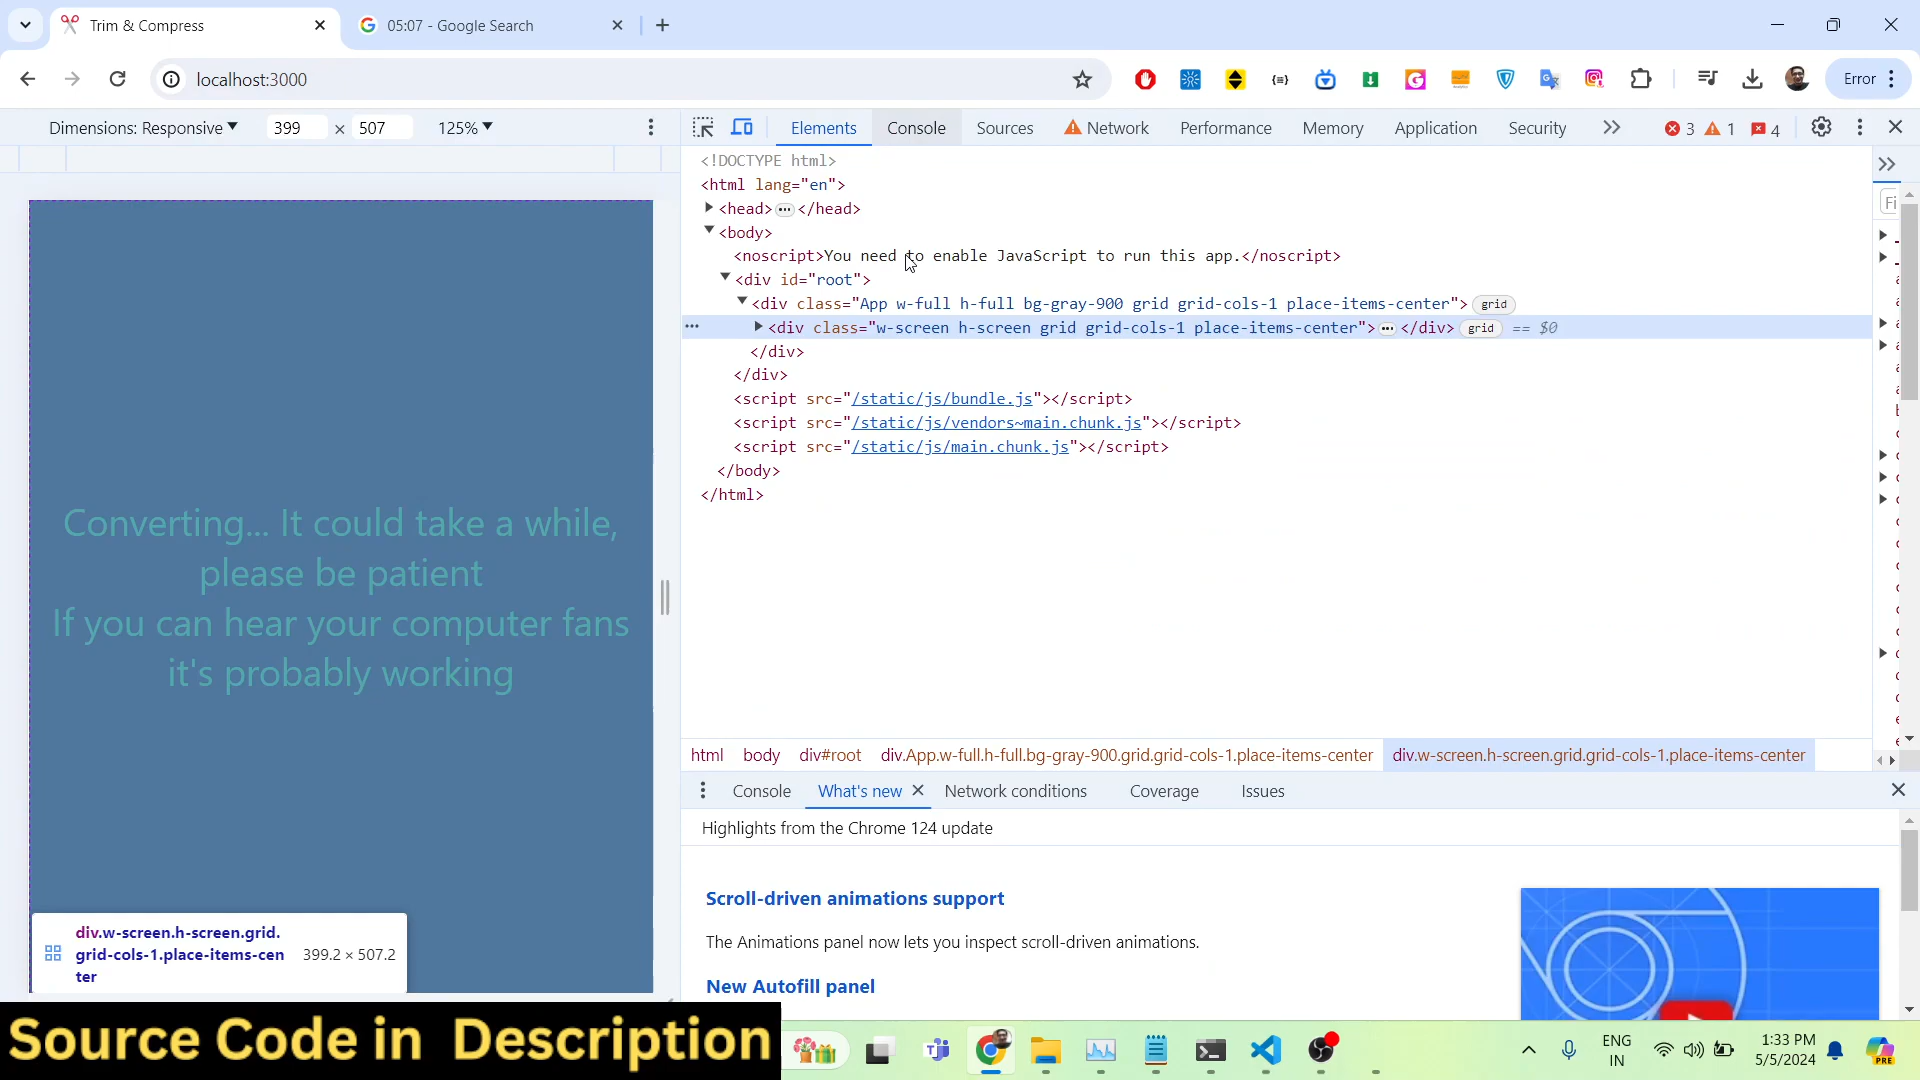 Trim & Compress
05:07 - Google Search
localhost:3000
Error
Dimensions: Responsive
399 × 507
125%
Elements
Console
Sources
Network
Performance
Memory
Application
Security
3
1
4
<!DOCTYPE html>
<html lang="en">
<head>
</head>
<body>
<noscript>You need to enable JavaScript to run this app.</noscript>
<div id="root">
<div class="App w-full h-full bg-gray-900 grid grid-cols-1 place-items-center"> grid
<div class="w-screen h-screen grid grid-cols-1 place-items-center"> </div> grid == $0
</div>
</div>
<script src="/static/js/bundle.js"></script>
<script src="/static/js/vendors~main.chunk.js"></script>
<script src="/static/js/main.chunk.js"></script>
</body>
</html>
Fi
Converting... It could take a while,
please be patient
If you can hear your computer fans
it's probably working
div.w-screen.h-screen.grid.
grid-cols-1.place-items-cen
ter
399.2 × 507.2
html
body
div#root
div.App.w-full.h-full.bg-gray-900.grid.grid-cols-1.place-items-center
div.w-screen.h-screen.grid.grid-cols-1.place-items-center
Console
What's new
Network conditions
Coverage
Issues
Highlights from the Chrome 124 update
Scroll-driven animations support
The Animations panel now lets you inspect scroll-driven animations.
New Autofill panel
Source Code in Description
ENG
IN
1:33 PM
5/5/2024
PRE